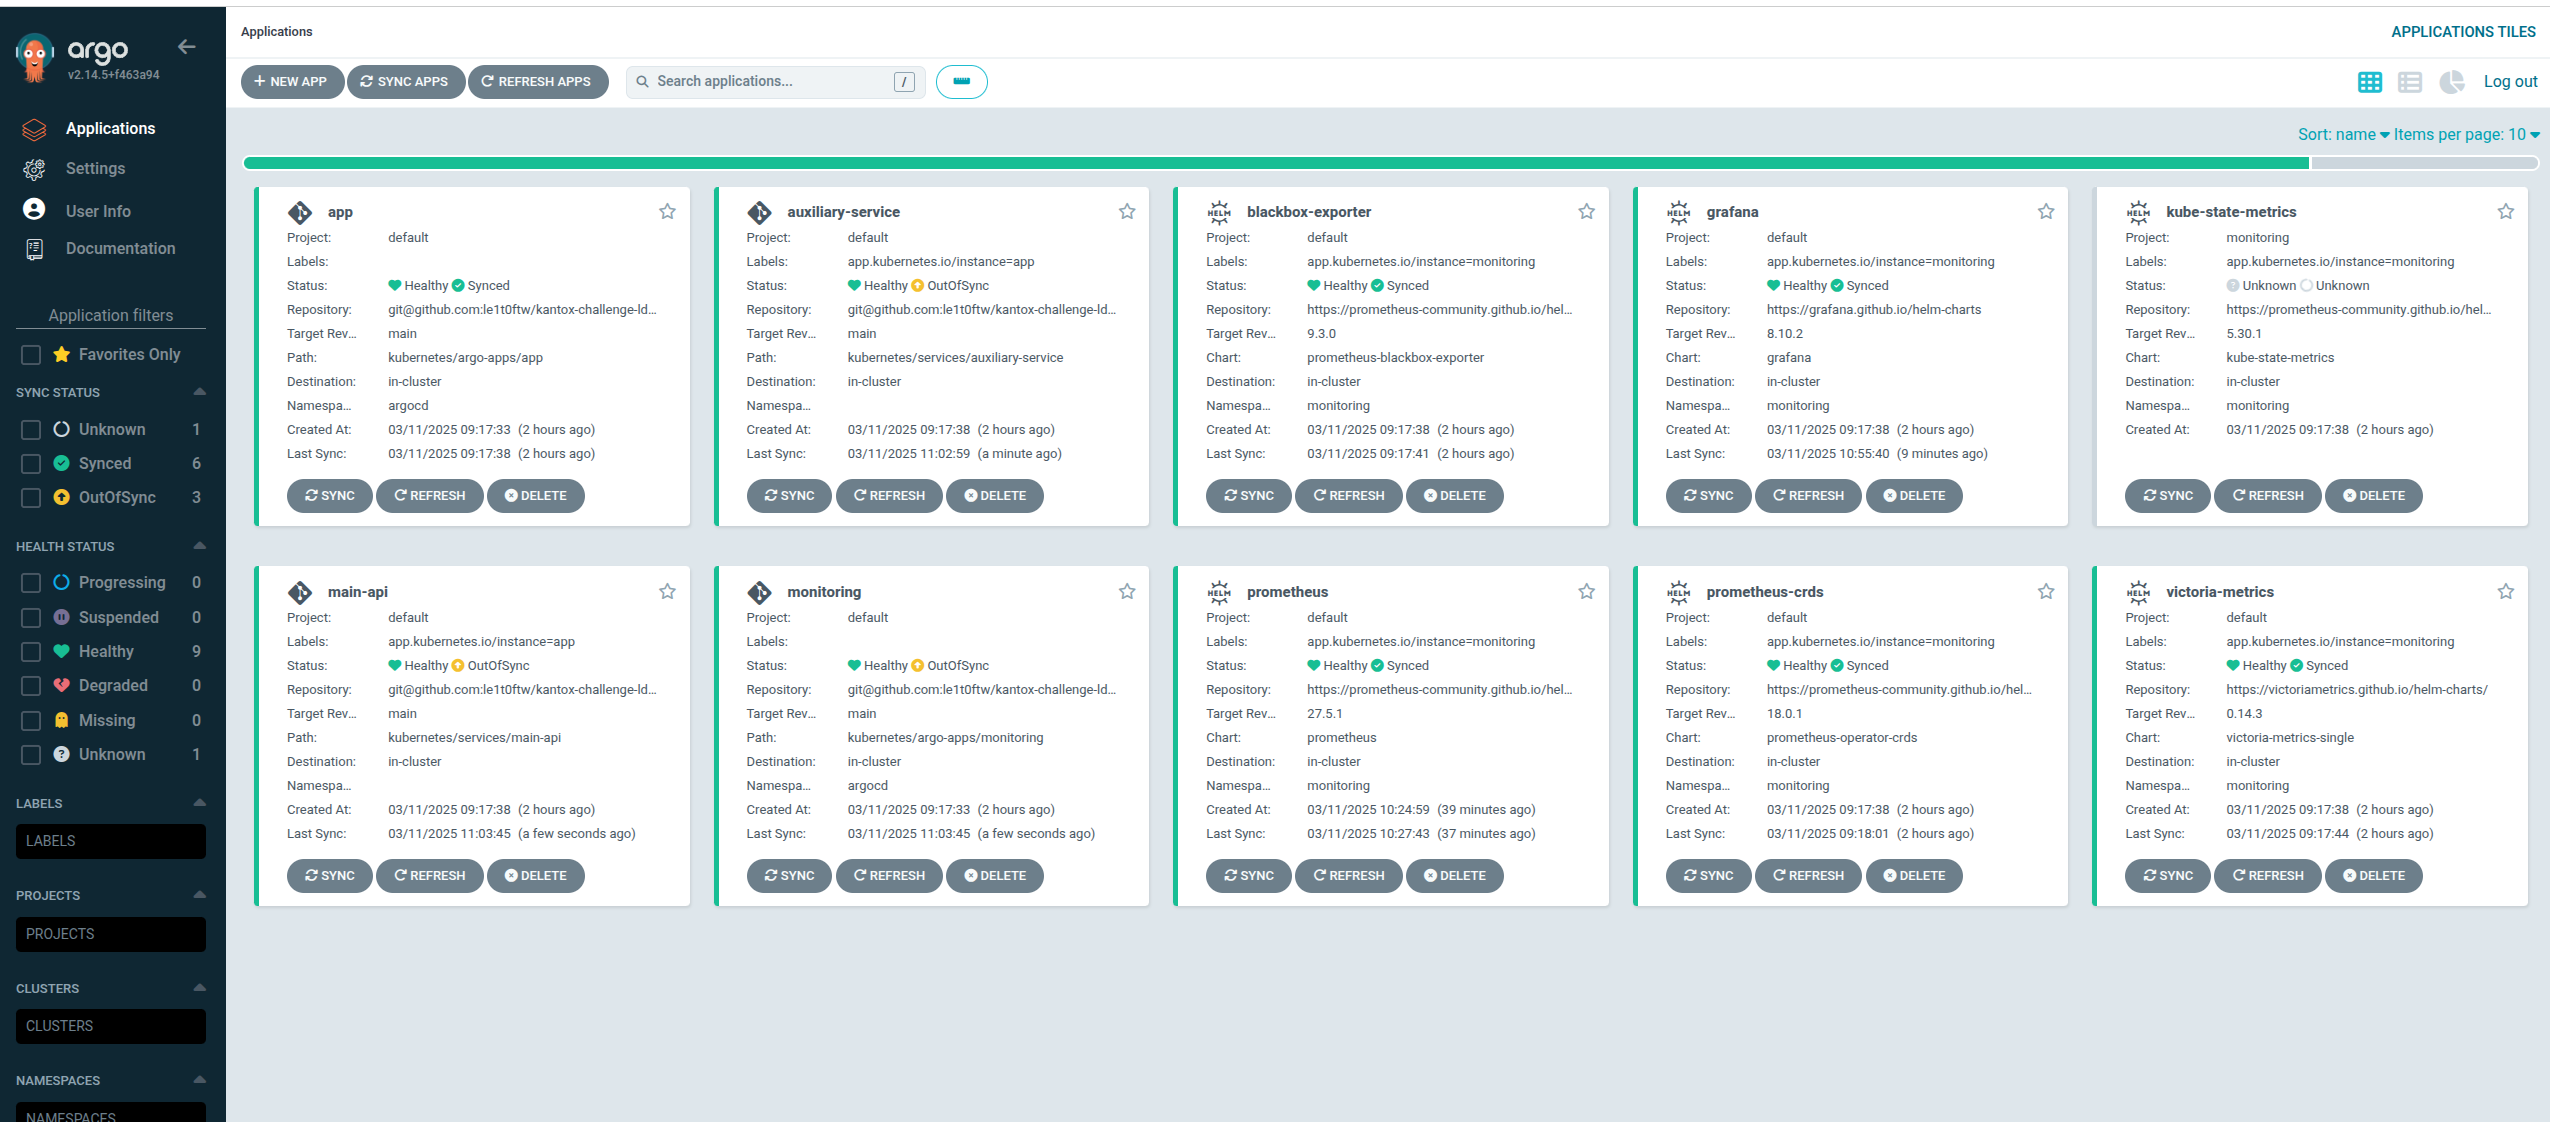 argo
v2.14.5+f463a94
Applications
Settings
User Info
Documentation
Application filters
Favorites Only
SYNC STATUS
Unknown 1
Synced 6
OutOfSync 3
HEALTH STATUS
Progressing 0
Suspended 0
Healthy 9
Degraded 0
Missing 0
Unknown 1
LABELS
LABELS
PROJECTS
PROJECTS
CLUSTERS
CLUSTERS
NAMESPACES
NAMESPACES
Applications
APPLICATIONS TILES
NEW APP SYNC APPS REFRESH APPS Search applications... / Log out
Sort: name Items per page: 10
app
Project: default
Labels:
Status: Healthy Synced
Repository: git@github.com:le1t0ftw/kantox-challenge-ld...
Target Rev... main
Path: kubernetes/argo-apps/app
Destination: in-cluster
Namespa... argocd
Created At: 03/11/2025 09:17:33 (2 hours ago)
Last Sync: 03/11/2025 09:17:38 (2 hours ago)
SYNC REFRESH DELETE
auxiliary-service
Project: default
Labels: app.kubernetes.io/instance=app
Status: Healthy OutOfSync
Repository: git@github.com:le1t0ftw/kantox-challenge-ld...
Target Rev... main
Path: kubernetes/services/auxiliary-service
Destination: in-cluster
Namespa...
Created At: 03/11/2025 09:17:38 (2 hours ago)
Last Sync: 03/11/2025 11:02:59 (a minute ago)
SYNC REFRESH DELETE
HELM blackbox-exporter
Project: default
Labels: app.kubernetes.io/instance=monitoring
Status: Healthy Synced
Repository: https://prometheus-community.github.io/hel...
Target Rev... 9.3.0
Chart: prometheus-blackbox-exporter
Destination: in-cluster
Namespa... monitoring
Created At: 03/11/2025 09:17:38 (2 hours ago)
Last Sync: 03/11/2025 09:17:41 (2 hours ago)
SYNC REFRESH DELETE
HELM grafana
Project: default
Labels: app.kubernetes.io/instance=monitoring
Status: Healthy Synced
Repository: https://grafana.github.io/helm-charts
Target Rev... 8.10.2
Chart: grafana
Destination: in-cluster
Namespa... monitoring
Created At: 03/11/2025 09:17:38 (2 hours ago)
Last Sync: 03/11/2025 10:55:40 (9 minutes ago)
SYNC REFRESH DELETE
HELM kube-state-metrics
Project: monitoring
Labels: app.kubernetes.io/instance=monitoring
Status: Unknown Unknown
Repository: https://prometheus-community.github.io/hel...
Target Rev... 5.30.1
Chart: kube-state-metrics
Destination: in-cluster
Namespa... monitoring
Created At: 03/11/2025 09:17:38 (2 hours ago)
SYNC REFRESH DELETE
main-api
Project: default
Labels: app.kubernetes.io/instance=app
Status: Healthy OutOfSync
Repository: git@github.com:le1t0ftw/kantox-challenge-ld...
Target Rev... main
Path: kubernetes/services/main-api
Destination: in-cluster
Namespa...
Created At: 03/11/2025 09:17:38 (2 hours ago)
Last Sync: 03/11/2025 11:03:45 (a few seconds ago)
SYNC REFRESH DELETE
monitoring
Project: default
Labels:
Status: Healthy OutOfSync
Repository: git@github.com:le1t0ftw/kantox-challenge-ld...
Target Rev... main
Path: kubernetes/argo-apps/monitoring
Destination: in-cluster
Namespa... argocd
Created At: 03/11/2025 09:17:33 (2 hours ago)
Last Sync: 03/11/2025 11:03:45 (a few seconds ago)
SYNC REFRESH DELETE
HELM prometheus
Project: default
Labels: app.kubernetes.io/instance=monitoring
Status: Healthy Synced
Repository: https://prometheus-community.github.io/hel...
Target Rev... 27.5.1
Chart: prometheus
Destination: in-cluster
Namespa... monitoring
Created At: 03/11/2025 10:24:59 (39 minutes ago)
Last Sync: 03/11/2025 10:27:43 (37 minutes ago)
SYNC REFRESH DELETE
HELM prometheus-crds
Project: default
Labels: app.kubernetes.io/instance=monitoring
Status: Healthy Synced
Repository: https://prometheus-community.github.io/hel...
Target Rev... 18.0.1
Chart: prometheus-operator-crds
Destination: in-cluster
Namespa... monitoring
Created At: 03/11/2025 09:17:38 (2 hours ago)
Last Sync: 03/11/2025 09:18:01 (2 hours ago)
SYNC REFRESH DELETE
HELM victoria-metrics
Project: default
Labels: app.kubernetes.io/instance=monitoring
Status: Healthy Synced
Repository: https://victoriametrics.github.io/helm-charts/
Target Rev... 0.14.3
Chart: victoria-metrics-single
Destination: in-cluster
Namespa... monitoring
Created At: 03/11/2025 09:17:38 (2 hours ago)
Last Sync: 03/11/2025 09:17:44 (2 hours ago)
SYNC REFRESH DELETE